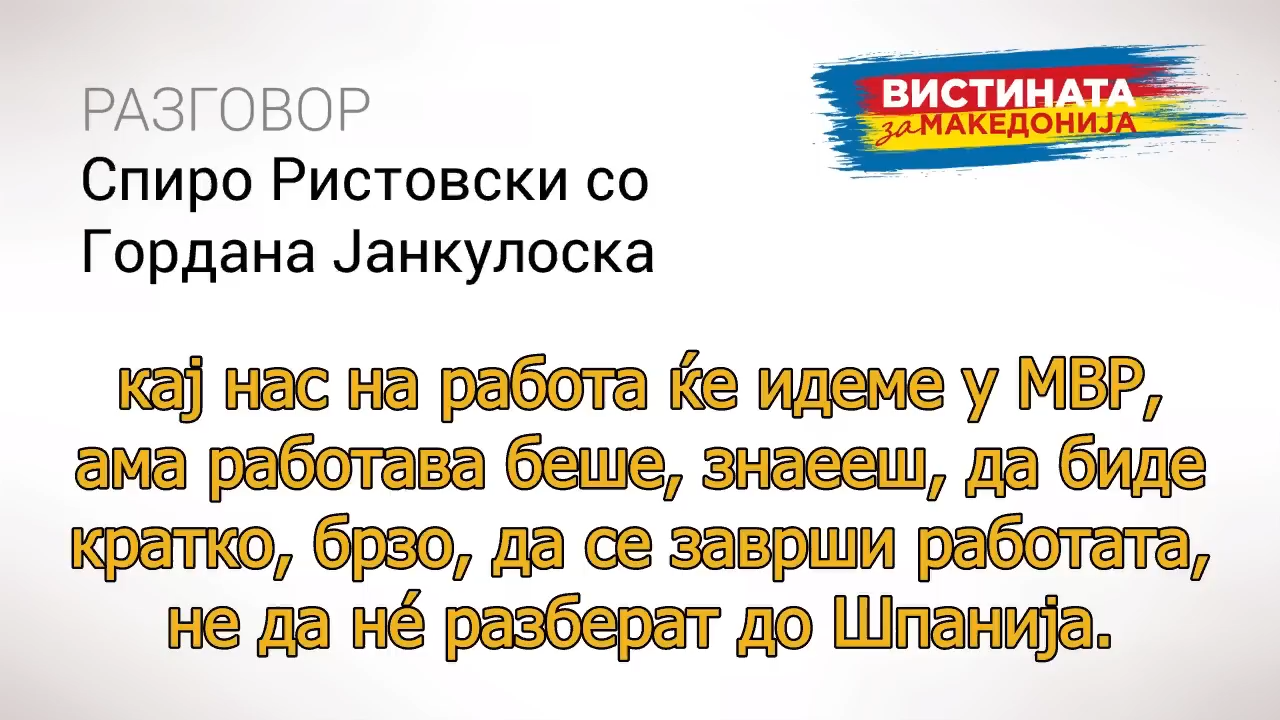 РАЗГОВОР
Спиро Ристовски со
Гордана Јанкулоска
ВИСТИНАТА
за МАКЕДОНИЈА
кај нас на работа ќе идеме у МВР,
ама работава беше, знаееш, да биде
кратко, брзо, да се заврши работата,
не да нé разберат до Шпанија.